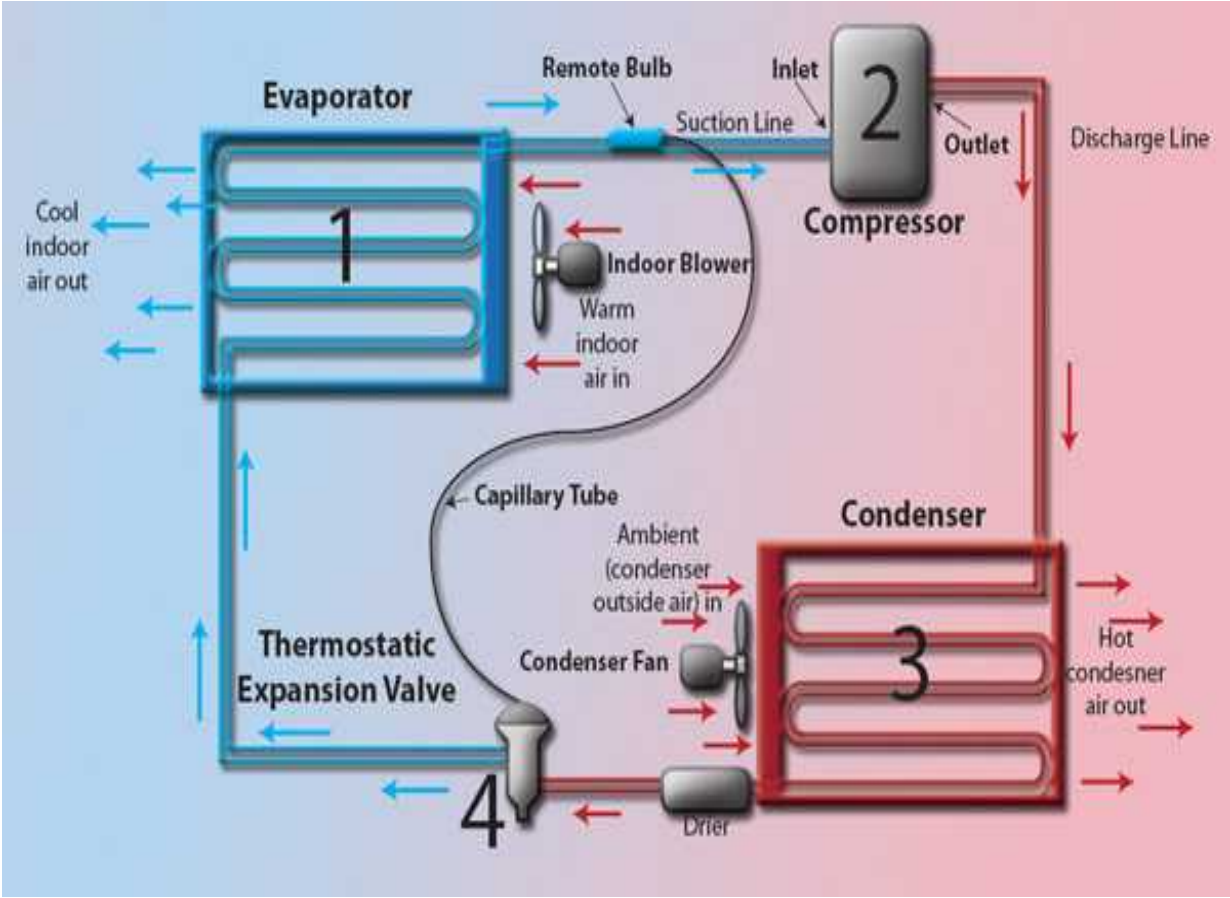 Evaporator
Remote Bulb
Inlet
2
Suction Line
Outlet
Discharge Line
Compressor
Cool
indoor
air out
1
Indoor Blower
Warm
indoor
air in
Capillary Tube
Condenser
Ambient
(condenser
outside air) in
Thermostatic
Expansion Valve
Condenser Fan
3
Hot
condesner
air out
4
Drier